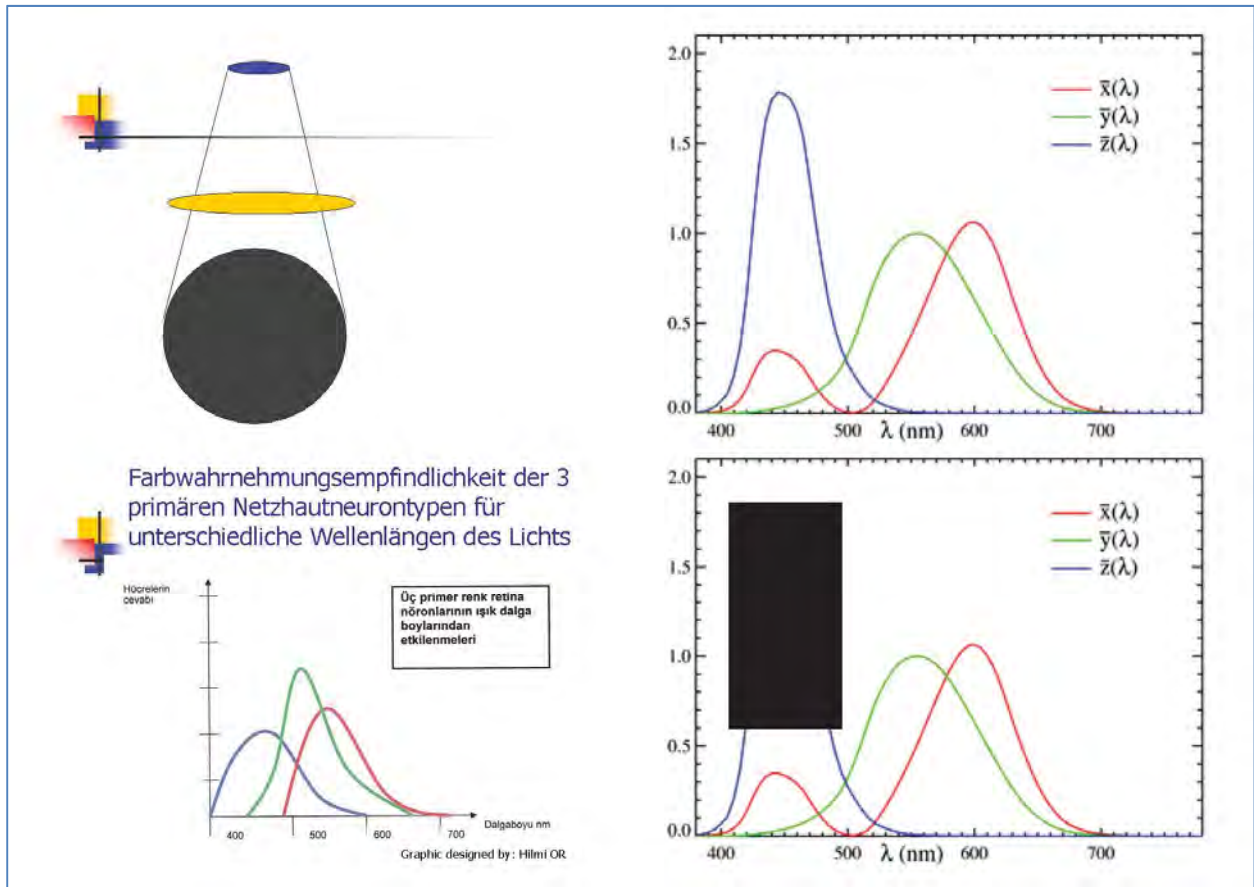 Farbwahrnehmungsempfindlichkeit der 3
primären Netzhautneurontypen für
unterschiedliche Wellenlängen des Lichts
Hücrelerin
cevabı
Üç primer renk retina
nöronlarının ışık dalga
boylarından
etkilenmeleri
400 500 600 700
Dalgaboyu nm
Graphic designed by : Hilmi OR
2.0
1.5
1.0
0.5
0.0
x̄(λ)
ȳ(λ)
z̄(λ)
400 500 600 700
λ (nm)
2.0
1.5
1.0
0.5
0.0
x̄(λ)
ȳ(λ)
z̄(λ)
400 500 600 700
λ (nm)